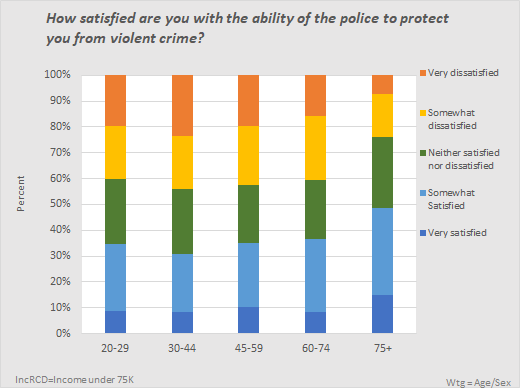 How satisfied are you with the ability of the police to protect
you from violent crime?
100%
90%
80%
70%
60%
50%
40%
30%
20%
10%
0%
Percent
20-29
30-44
45-59
60-74
75+
Very dissatisfied
Somewhat
dissatisfied
Neither satisfied
nor dissatisfied
Somewhat
Satisfied
Very satisfied
IncRCD=Income under 75K
Wtg = Age/Sex